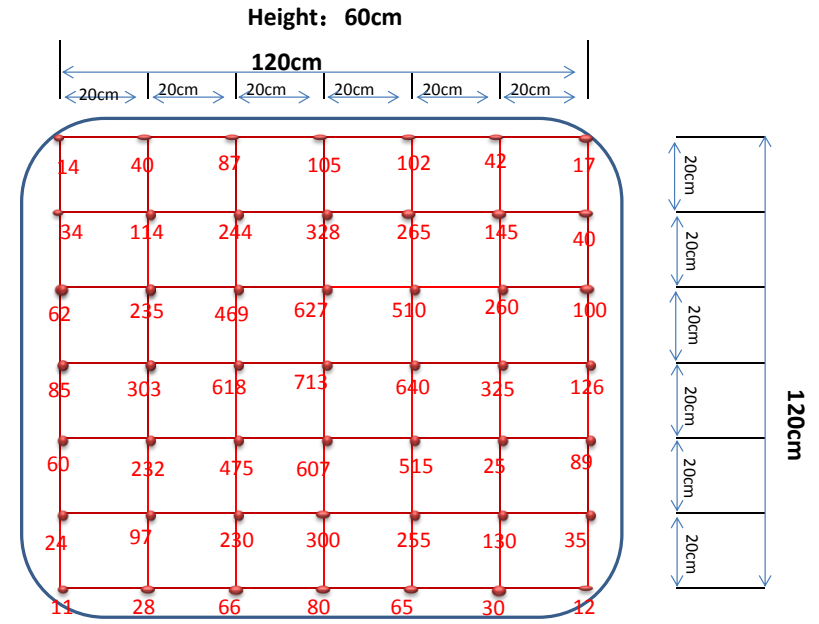 Height： 60cm
120cm
20cm 20cm 20cm 20cm 20cm 20cm
14 40 87 105 102 42 17
20cm
34 114 244 328 265 145 40
20cm
62 235 469 627 510 260 100
20cm
85 303 618 713 640 325 126
20cm
120cm
60 232 475 607 515 25 89
20cm
24 97 230 300 255 130 35
20cm
11 28 66 80 65 30 12